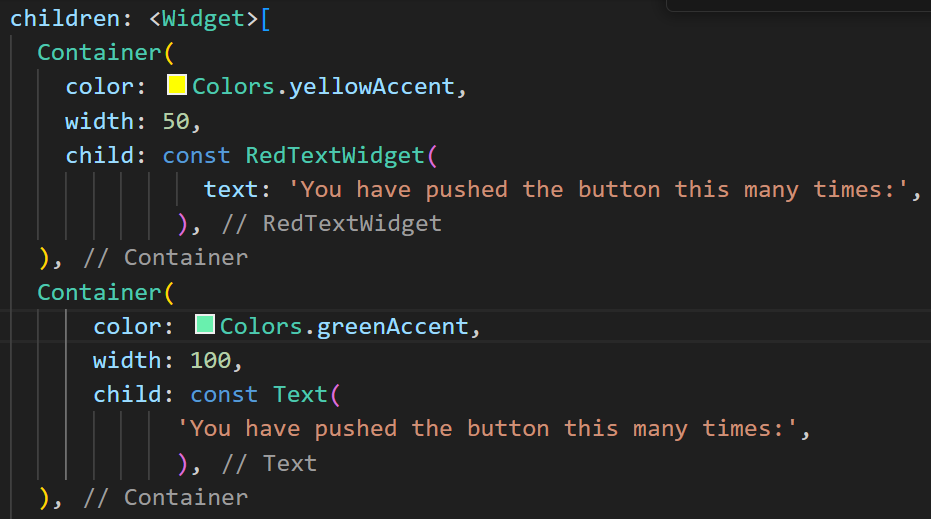 children: <Widget>[
Container(
color: Colors.yellowAccent,
width: 50,
child: const RedTextWidget(
text: 'You have pushed the button this many times:',
), // RedTextWidget
), // Container
Container(
color: Colors.greenAccent,
width: 100,
child: const Text(
'You have pushed the button this many times:',
), // Text
), // Container